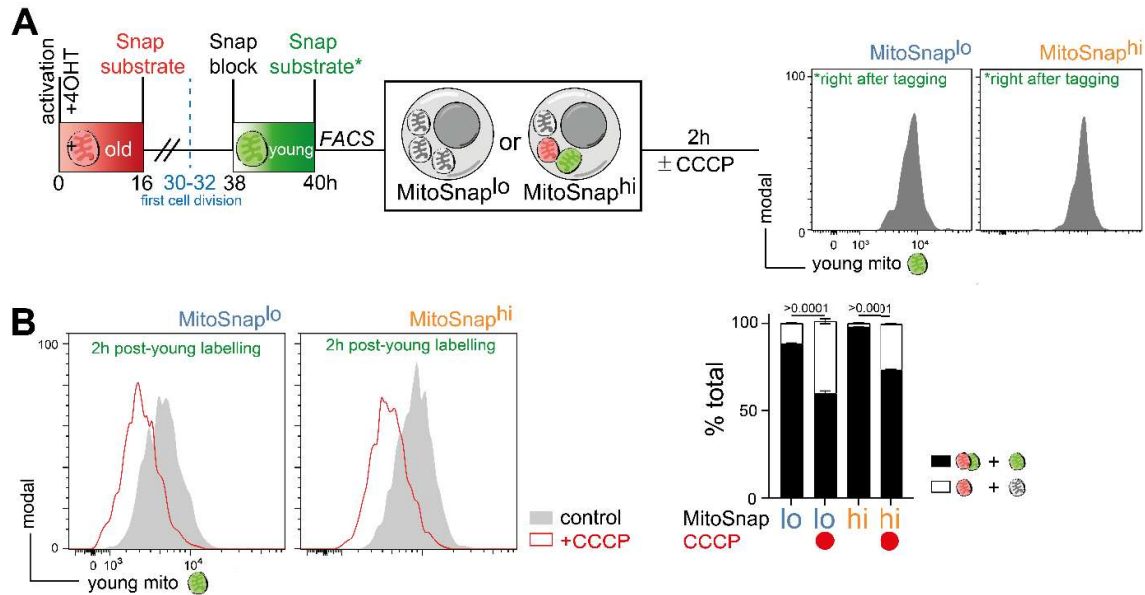 A
activation
+4OHT
Snap
substrate
Snap
block
Snap
substrate*
+
old
young
FACS
0
16
30-32
first cell division
38
40h
or
MitoSnaplo
MitoSnaphi
2h
± CCCP
MitoSnaplo
MitoSnaphi
*right after tagging
*right after tagging
100
0
modal
0 10³ 10⁴
young mito
B
MitoSnaplo
MitoSnaphi
2h post-young labelling
2h post-young labelling
100
0
modal
0 10³ 10⁴
young mito
control
+CCCP
>0.0001
>0.0001
100
50
0
% total
+
+
MitoSnap lo lo hi hi
CCCP